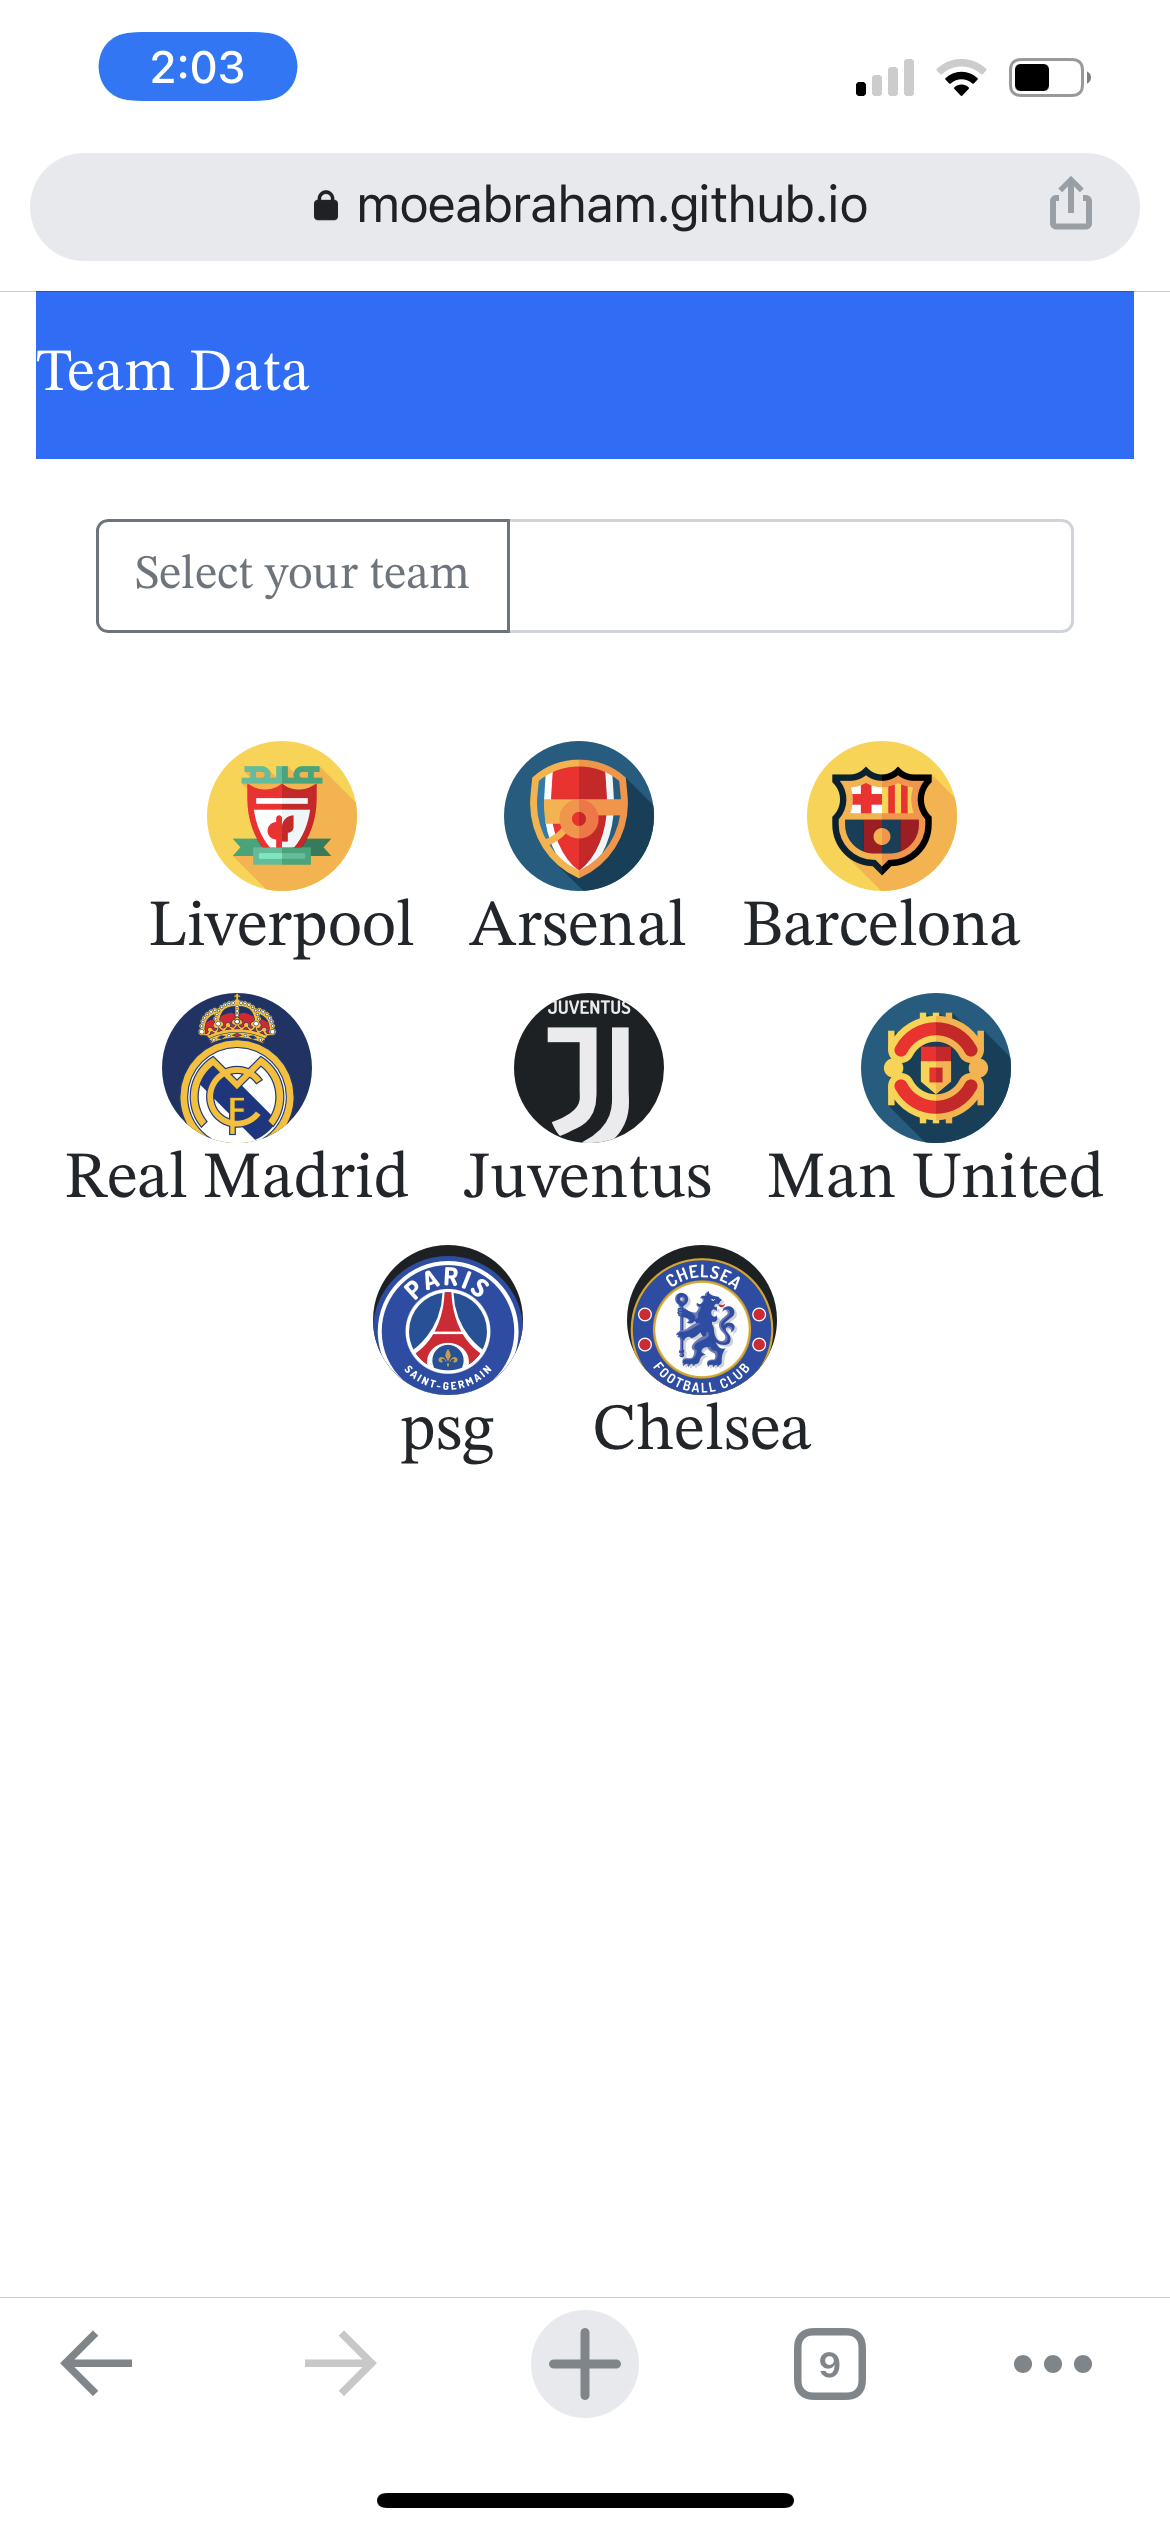 2:03
moeabraham.github.io
Team Data
Select your team
Liverpool Arsenal Barcelona
JUVENTUS
Real Madrid Juventus Man United
PARIS
SAINT-GERMAIN
CHELSEA
FOOTBALL CLUB
psg Chelsea
9